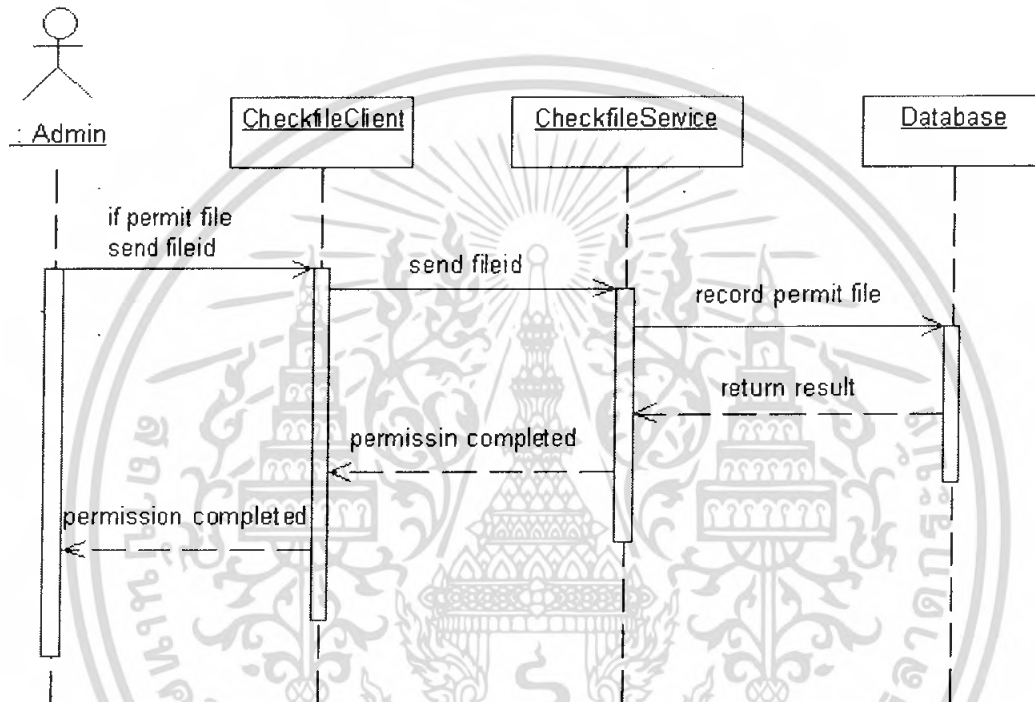 : Admin
CheckfileClient
CheckfileService
Database
if permit file
send fileid
send fileid
record permit file
return result
permissin completed
permission completed